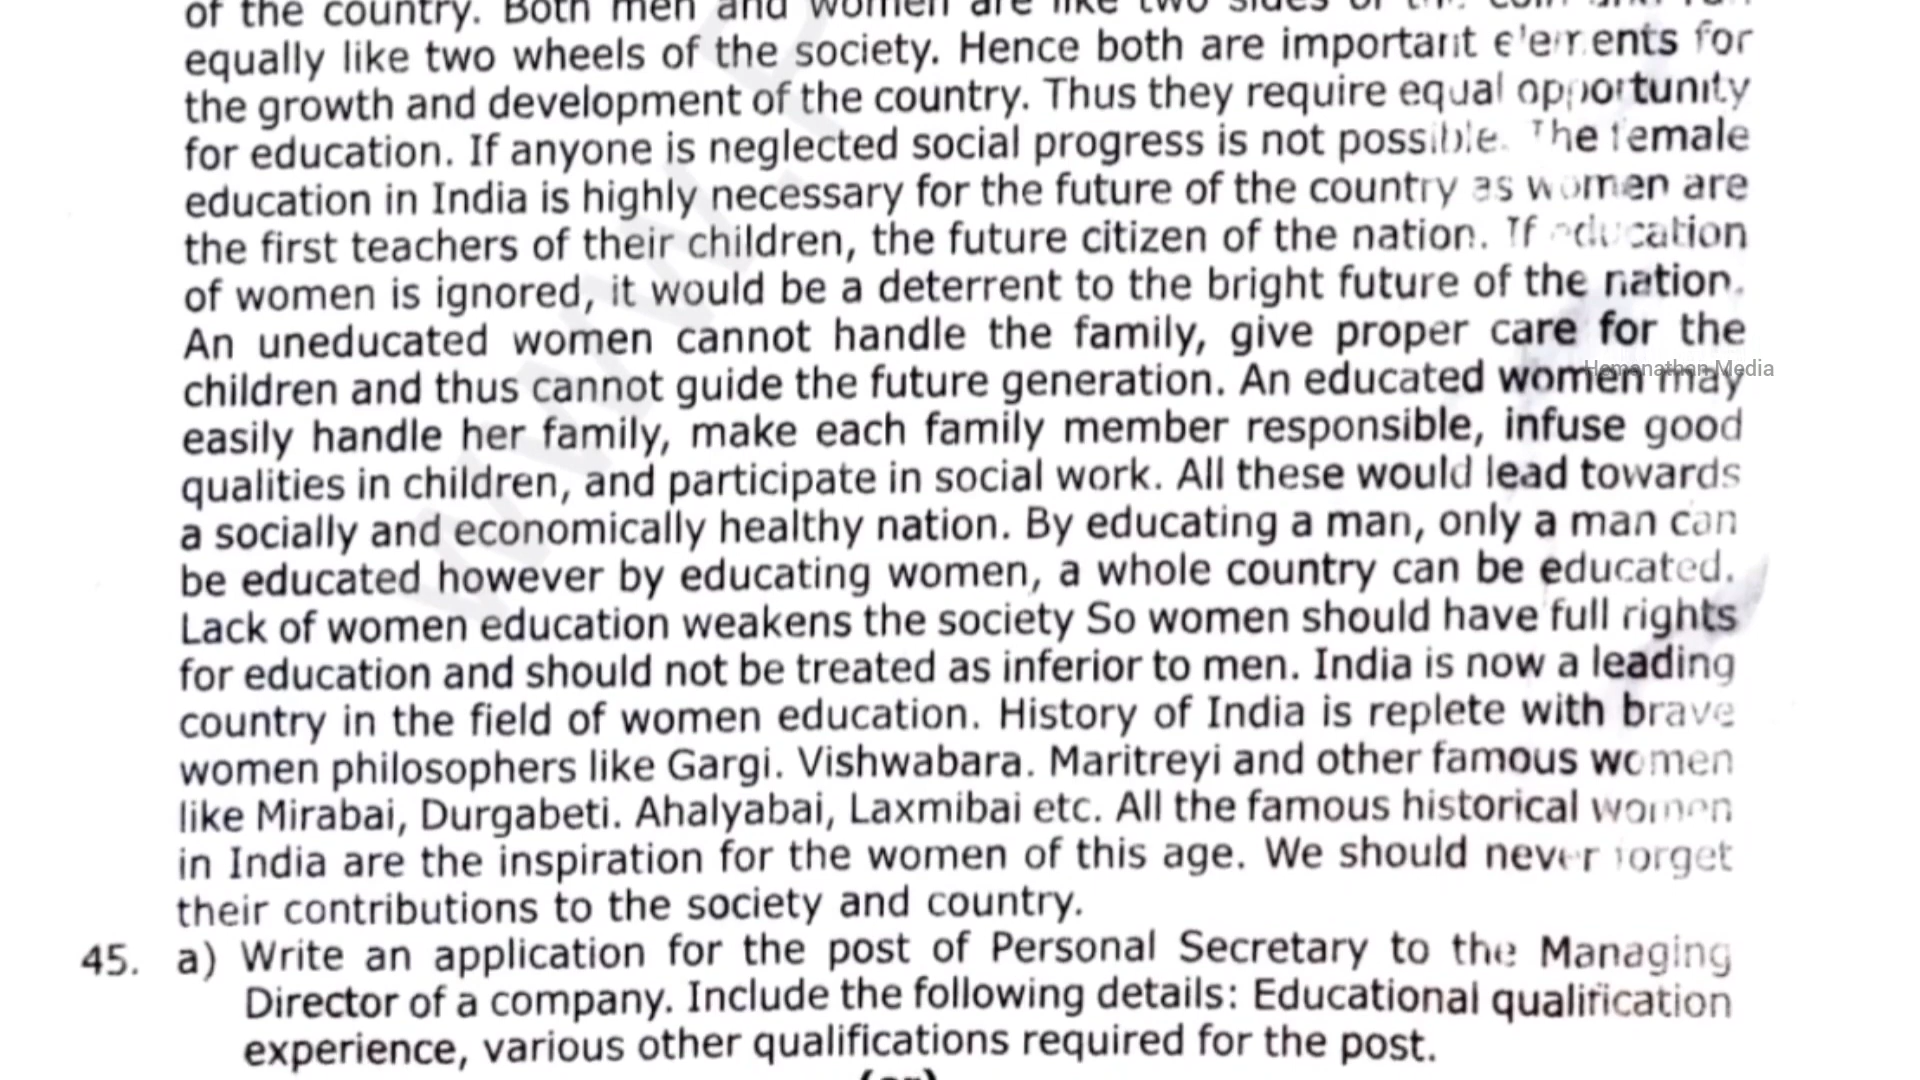 of the country. Both men and women are like two sides of
equally like two wheels of the society. Hence both are important elements for
the growth and development of the country. Thus they require equal opportunity
for education. If anyone is neglected social progress is not possible. The female
education in India is highly necessary for the future of the country as women are
the first teachers of their children, the future citizen of the nation. If education
of women is ignored, it would be a deterrent to the bright future of the nation.
An uneducated women cannot handle the family, give proper care for the
children and thus cannot guide the future generation. An educated women may
Hemanathan Media
easily handle her family, make each family member responsible, infuse good
qualities in children, and participate in social work. All these would lead towards
a socially and economically healthy nation. By educating a man, only a man can
be educated however by educating women, a whole country can be educated.
Lack of women education weakens the society So women should have full rights
for education and should not be treated as inferior to men. India is now a leading
country in the field of women education. History of India is replete with brave
women philosophers like Gargi. Vishwabara. Maritreyi and other famous women
like Mirabai, Durgabeti. Ahalyabai, Laxmibai etc. All the famous historical women
in India are the inspiration for the women of this age. We should never forget
their contributions to the society and country.
45. a) Write an application for the post of Personal Secretary to the Managing
Director of a company. Include the following details: Educational qualification
experience, various other qualifications required for the post.
(or)